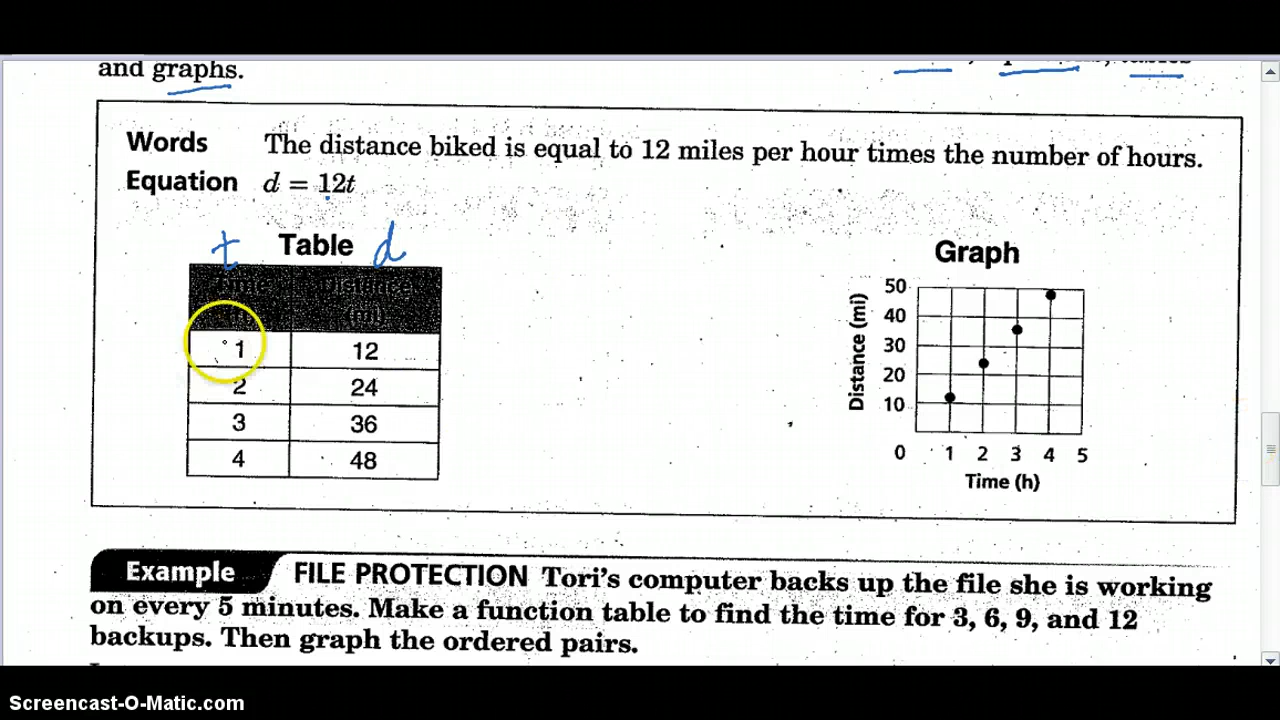 and graphs.
Words The distance biked is equal to 12 miles per hour times the number of hours.
Equation d = 12t
t Table d
Time Distance
(h) (mi)
1 12
2 24
3 36
4 48
Graph
50
40
30
20
10
0 1 2 3 4 5
Distance (mi)
Time (h)
Example FILE PROTECTION Tori's computer backs up the file she is working
on every 5 minutes. Make a function table to find the time for 3, 6, 9, and 12
backups. Then graph the ordered pairs.
Screencast-O-Matic.com